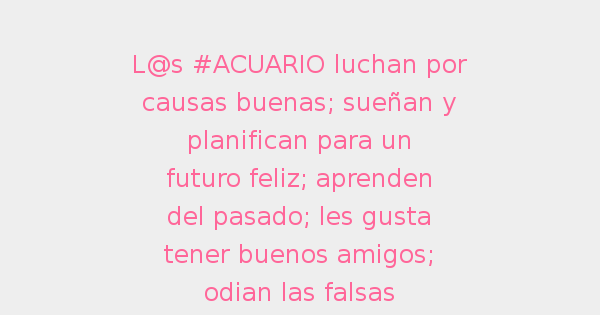 L@s #ACUARIO luchan por
causas buenas; sueñan y
planifican para un
futuro feliz; aprenden
del pasado; les gusta
tener buenos amigos;
odian las falsas